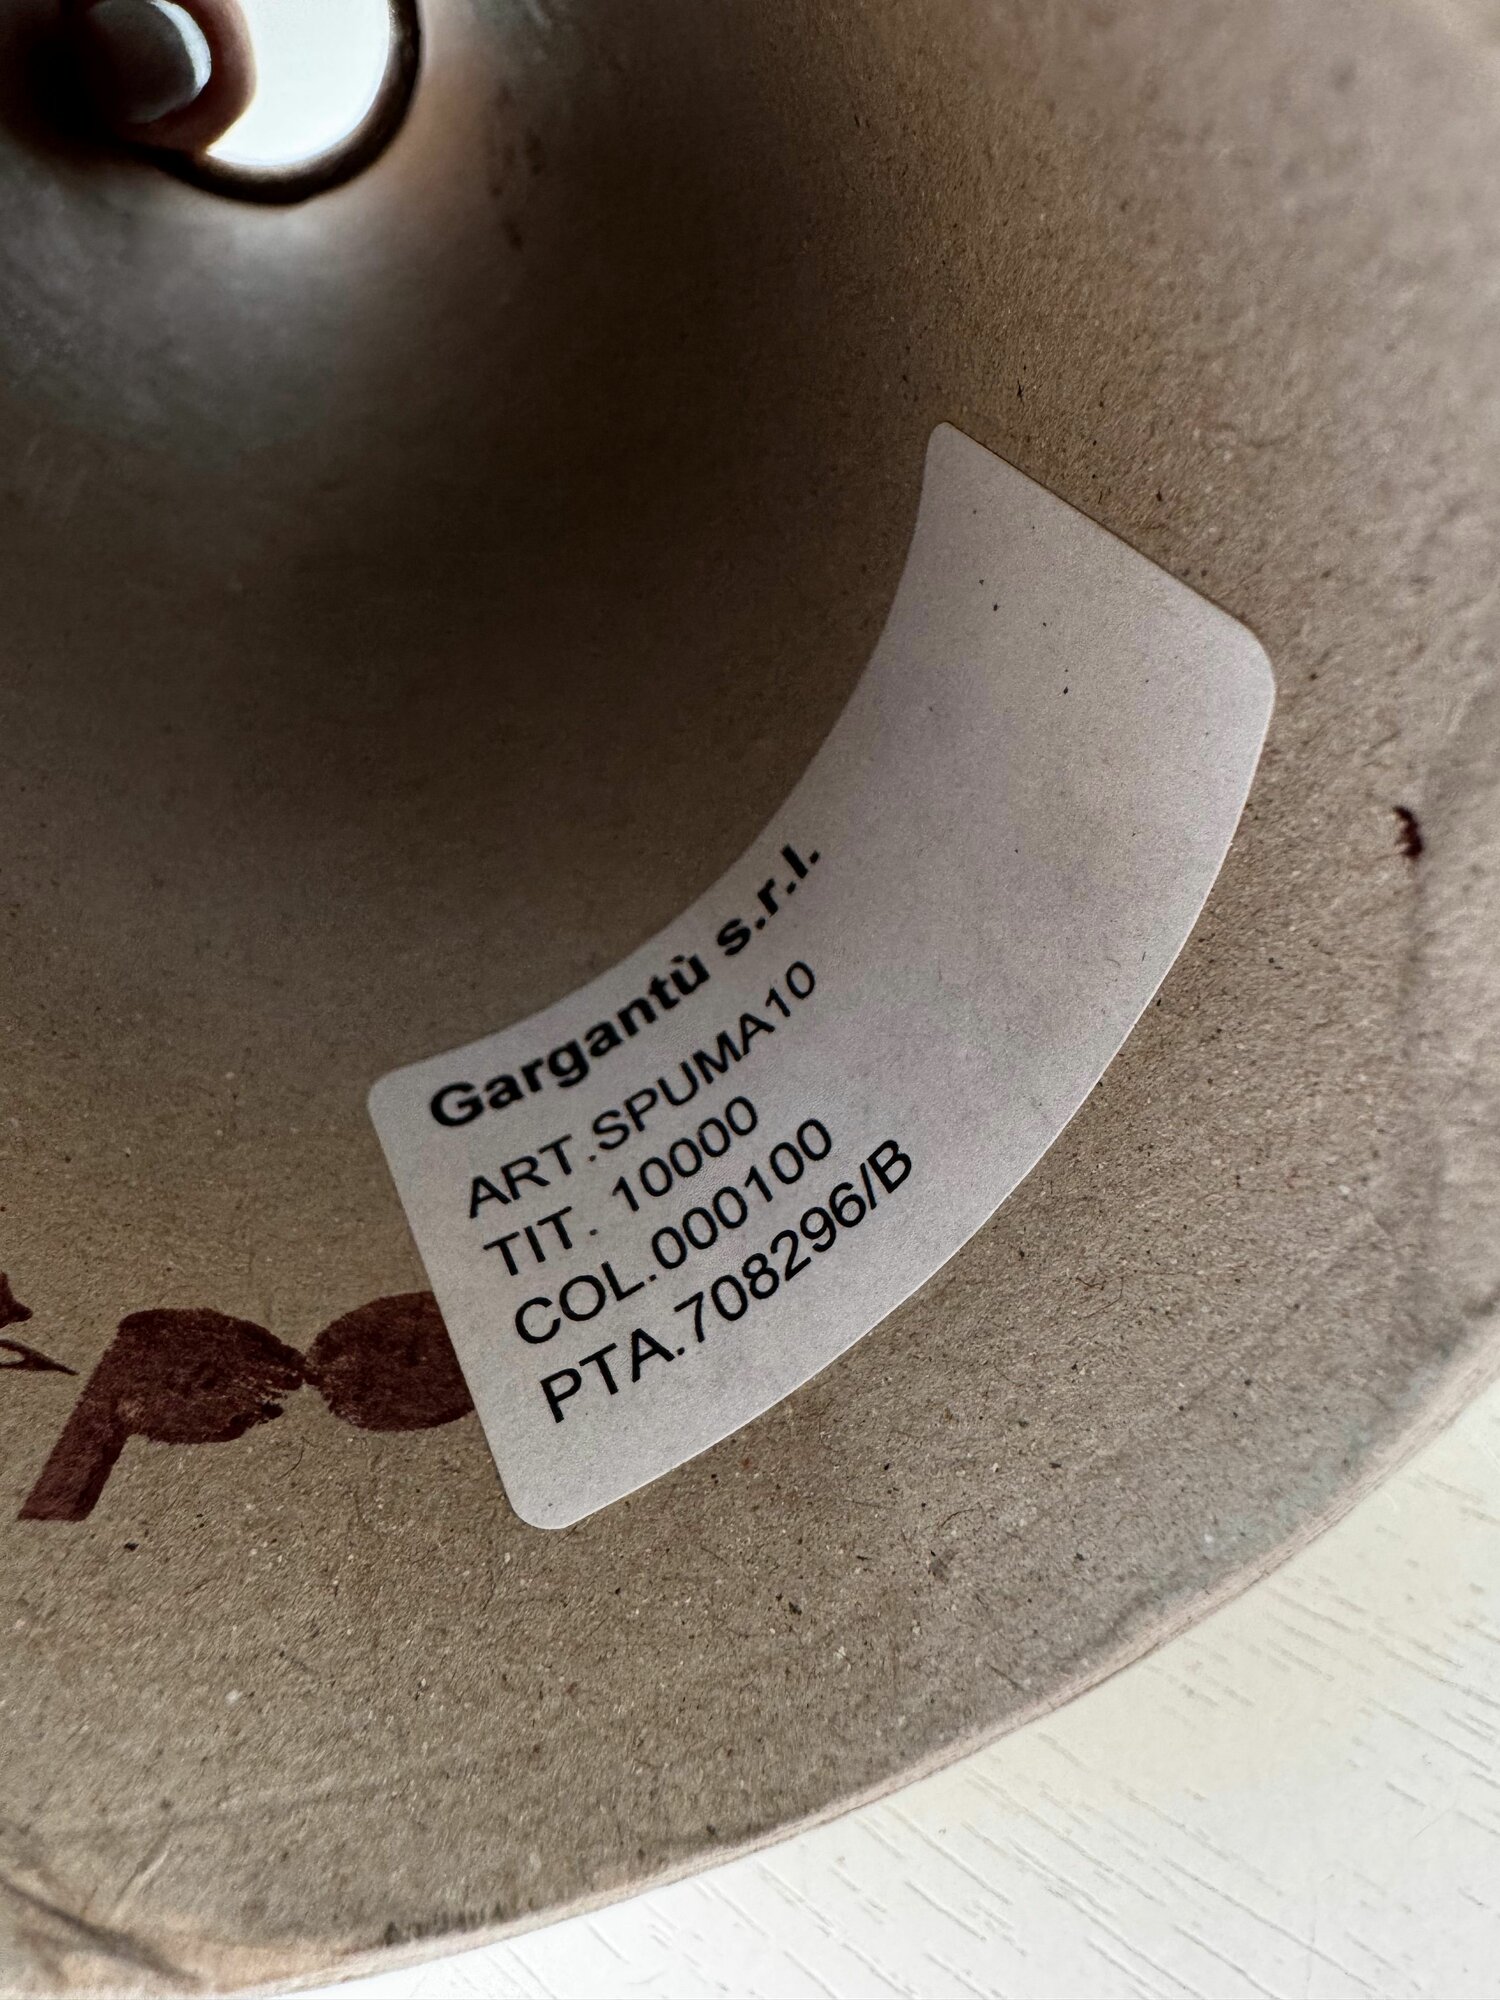 Gargantù s.r.l.
ART.SPUMA10
TIT. 10000
COL.000100
PTA.708296/B